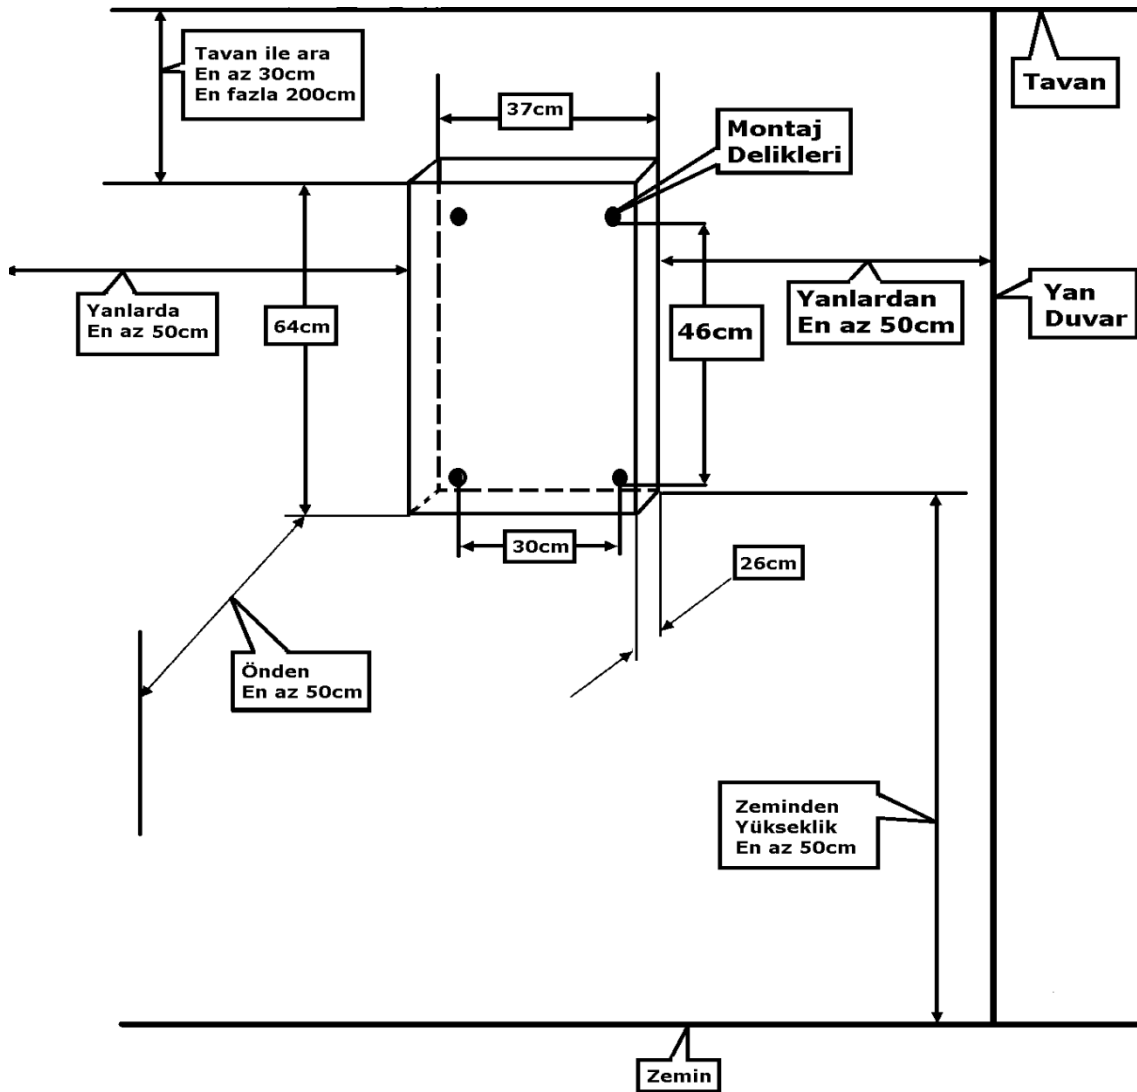 Tavan ile ara
En az 30cm
En fazla 200cm
Tavan
37cm
Montaj
Delikleri
Yanlarda
En az 50cm
64cm
46cm
Yanlardan
En az 50cm
Yan
Duvar
30cm
26cm
Önden
En az 50cm
Zeminden
Yükseklik
En az 50cm
Zemin